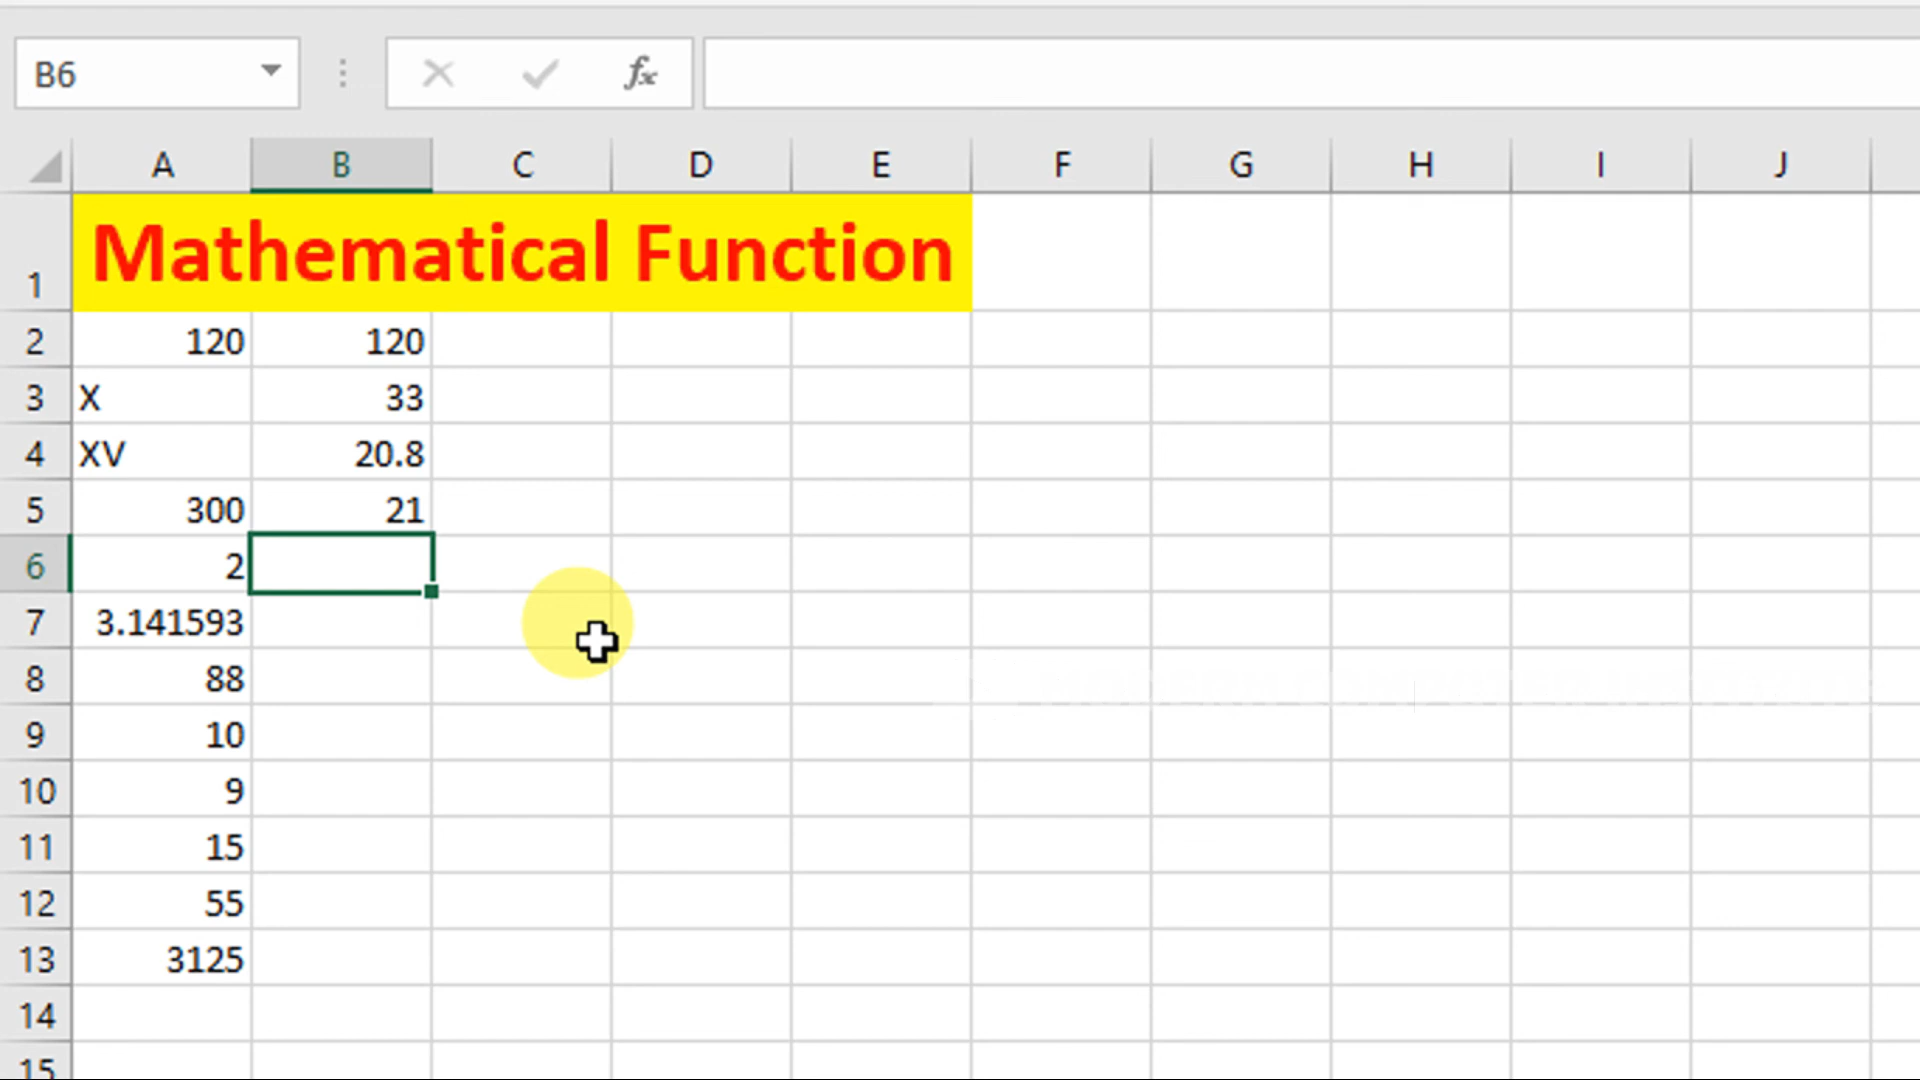 B6 fx
A B C D E F G H I J
1 Mathematical Function
2 120 120
3 X 33
4 XV 20.8
5 300 21
6 2
7 3.141593
8 88
9 10
10 9
11 15
12 55
13 3125
14
15